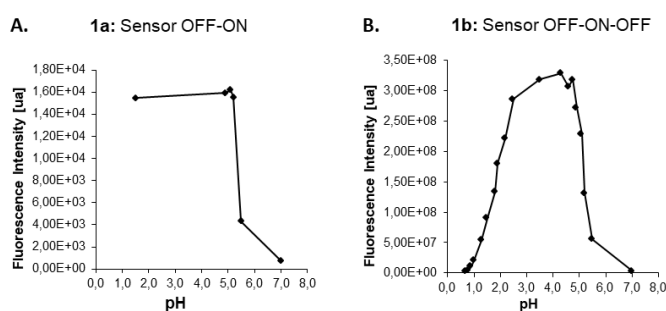 A. 1a: Sensor OFF-ON
Fluorescence Intensity [ua]
1,80E+04
1,60E+04
1,40E+04
1,20E+04
1,00E+04
8,00E+03
6,00E+03
4,00E+03
2,00E+03
0,00E+00
0,0 1,0 2,0 3,0 4,0 5,0 6,0 7,0 8,0
pH
B. 1b: Sensor OFF-ON-OFF
Fluorescence Intensity [ua]
3,50E+08
3,00E+08
2,50E+08
2,00E+08
1,50E+08
1,00E+08
5,00E+07
0,00E+00
0,0 1,0 2,0 3,0 4,0 5,0 6,0 7,0 8,0
pH